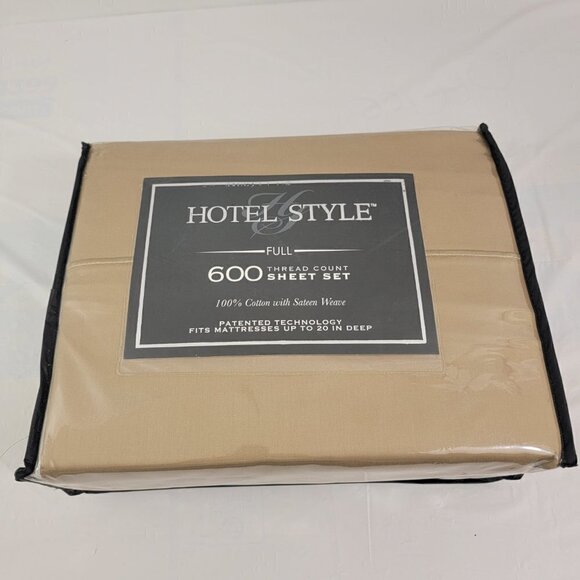 HOTEL STYLE™
FULL
600 THREAD COUNT
SHEET SET
100% Cotton with Sateen Weave
PATENTED TECHNOLOGY
FITS MATTRESSES UP TO 20 IN DEEP